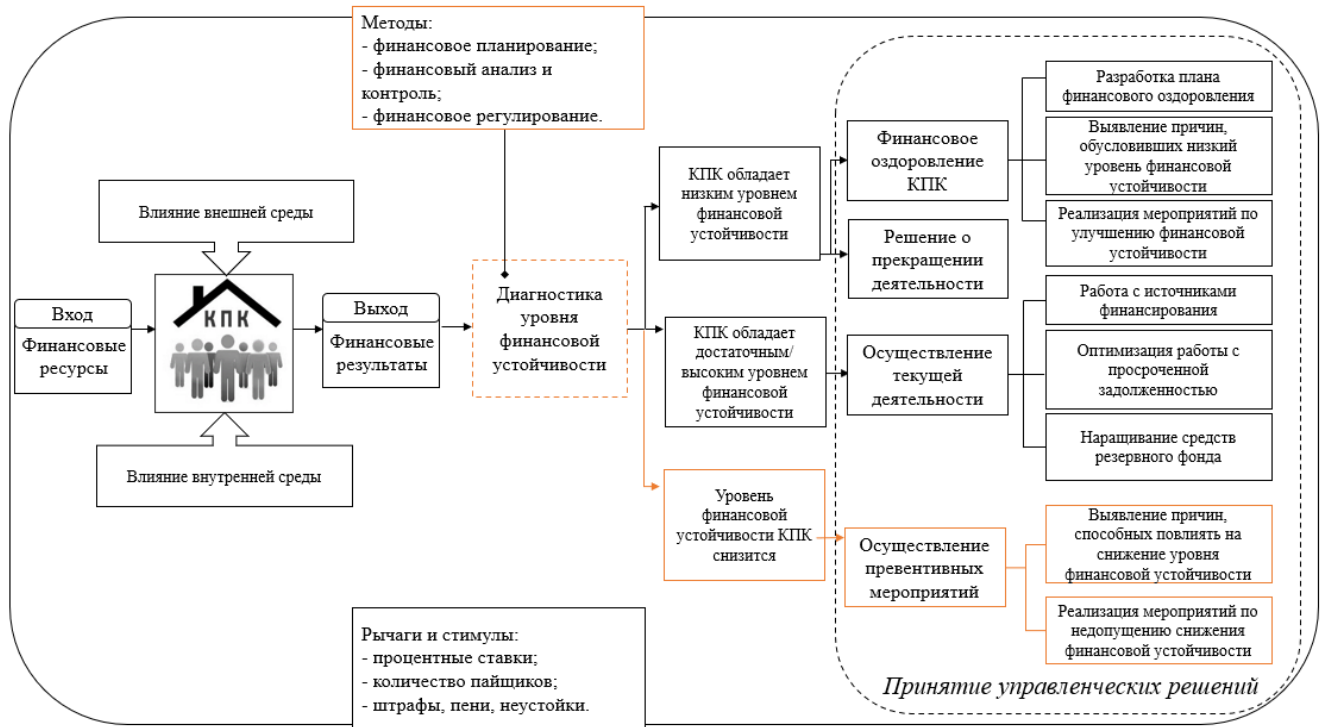 Методы:
- финансовое планирование;
- финансовый анализ и
контроль;
- финансовое регулирование.
Влияние внешней среды
Вход
Финансовые
ресурсы
КПК
Выход
Финансовые
результаты
Влияние внутренней среды
Диагностика
уровня
финансовой
устойчивости
КПК обладает
низким уровнем
финансовой
устойчивости
КПК обладает
достаточным/
высоким уровнем
финансовой
устойчивости
Уровень
финансовой
устойчивости КПК
снизится
Финансовое
оздоровление
КПК
Решение о
прекращении
деятельности
Осуществление
текущей
деятельности
Осуществление
превентивных
мероприятий
Разработка плана
финансового оздоровления
Выявление причин,
обусловивших низкий
уровень финансовой
устойчивости
Реализация мероприятий по
улучшению финансовой
устойчивости
Работа с источниками
финансирования
Оптимизация работы с
просроченной
задолженностью
Наращивание средств
резервного фонда
Выявление причин,
способных повлиять на
снижение уровня
финансовой устойчивости
Реализация мероприятий по
недопущению снижения
финансовой устойчивости
Принятие управленческих решений
Рычаги и стимулы:
- процентные ставки;
- количество пайщиков;
- штрафы, пени, неустойки.